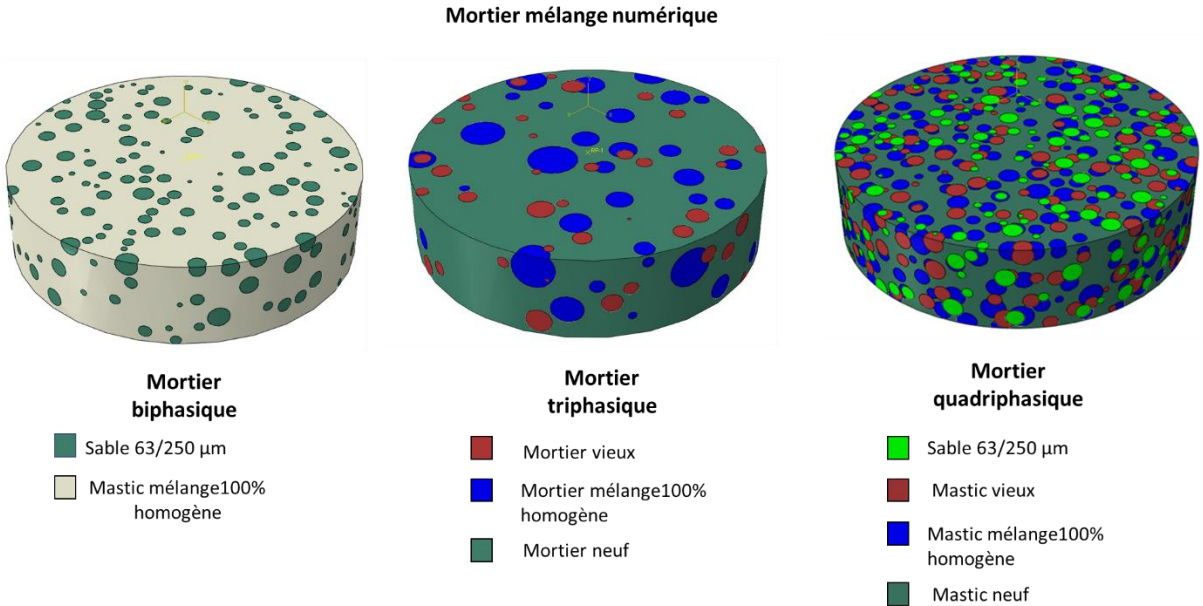 Mortier mélange numérique
Mortier
biphasique
Sable 63/250 µm
Mastic mélange100%
homogène
Mortier
triphasique
Mortier vieux
Mortier mélange100%
homogène
Mortier neuf
Mortier
quadriphasique
Sable 63/250 µm
Mastic vieux
Mastic mélange100%
homogène
Mastic neuf